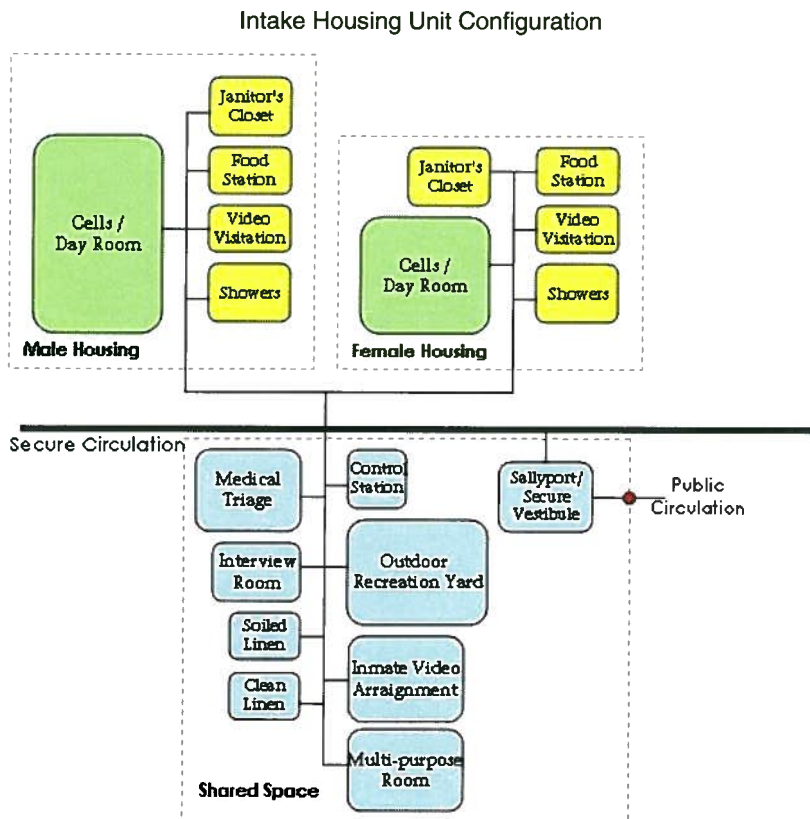 Intake Housing Unit Configuration
Janitor's
Closet
Food
Station
Cells /
Day Room
Video
Visitation
Showers
Male Housing
Janitor's
Closet
Food
Station
Video
Visitation
Cells /
Day Room
Showers
Female Housing
Secure Circulation
Medical
Triage
Control
Station
Sallyport/
Secure
Vestibule
Public
Circulation
Interview
Room
Outdoor
Recreation Yard
Soiled
Linen
Inmate Video
Arraignment
Clean
Linen
Multi-purpose
Room
Shared Space